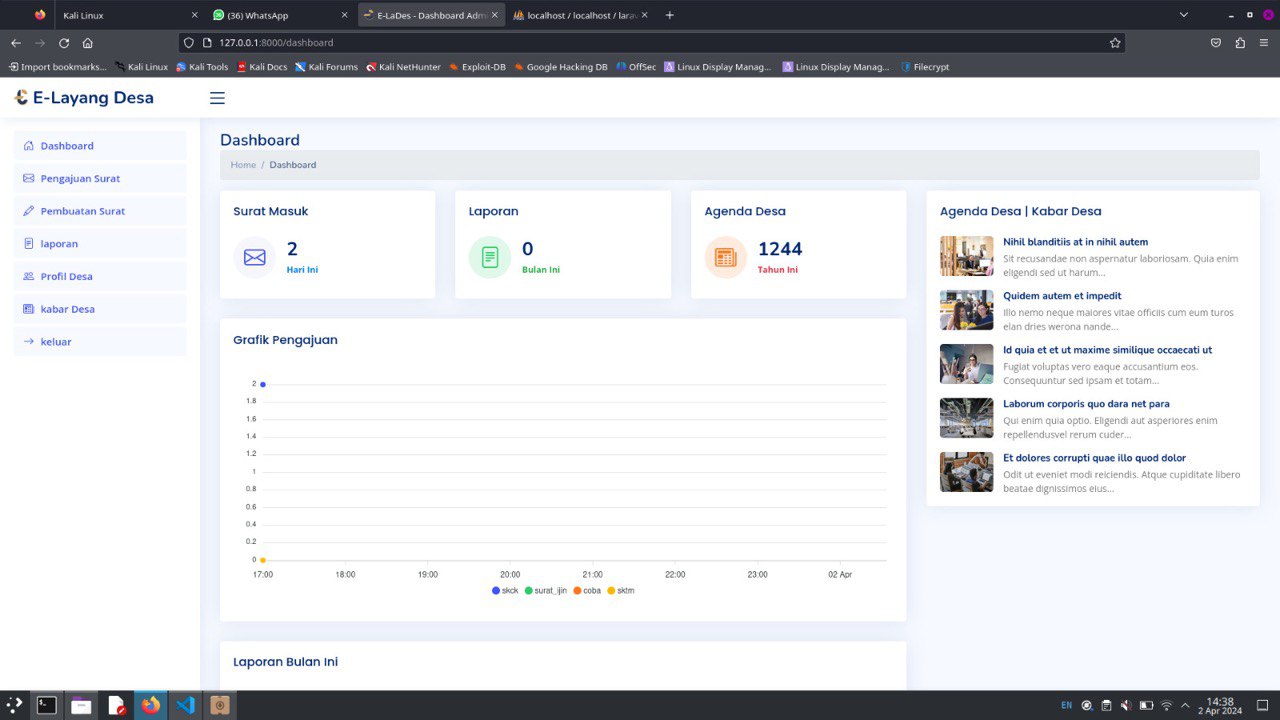 Kali Linux
(36) WhatsApp
E-LaDes - Dashboard Adm
localhost / localhost / lara
127.0.0.1:8000/dashboard
Import bookmarks...
Kali Linux
Kali Tools
Kali Docs
Kali Forums
Kali NetHunter
Exploit-DB
Google Hacking DB
OffSec
Linux Display Manag...
Linux Display Manag...
Filecrypt
E-Layang Desa
Dashboard
Pengajuan Surat
Pembuatan Surat
laporan
Profil Desa
kabar Desa
keluar
Dashboard
Home / Dashboard
Surat Masuk
2
Hari Ini
Laporan
0
Bulan Ini
Agenda Desa
1244
Tahun Ini
Grafik Pengajuan
2
1.8
1.6
1.4
1.2
1
0.8
0.6
0.4
0.2
0
17:00 18:00 19:00 20:00 21:00 22:00 23:00 02 Apr
skck surat_ijin coba sktm
Laporan Bulan Ini
Agenda Desa | Kabar Desa
Nihil blanditiis at in nihil autem
Sit recusandae non aspernatur laboriosam. Quia enim
eligendi sed ut harum...
Quidem autem et impedit
Illo nemo neque maiores vitae officiis cum eum turos
elan dries werona nande...
Id quia et et ut maxime similique occaecati ut
Fugiat voluptas vero eaque accusantium eos.
Consequuntur sed ipsam et totam...
Laborum corporis quo dara net para
Qui enim quia optio. Eligendi aut asperiores enim
repellendusvel rerum cuder...
Et dolores corrupti quae illo quod dolor
Odit ut eveniet modi reiciendis. Atque cupiditate libero
beatae dignissimos eius...
EN
14:38
2 Apr 2024